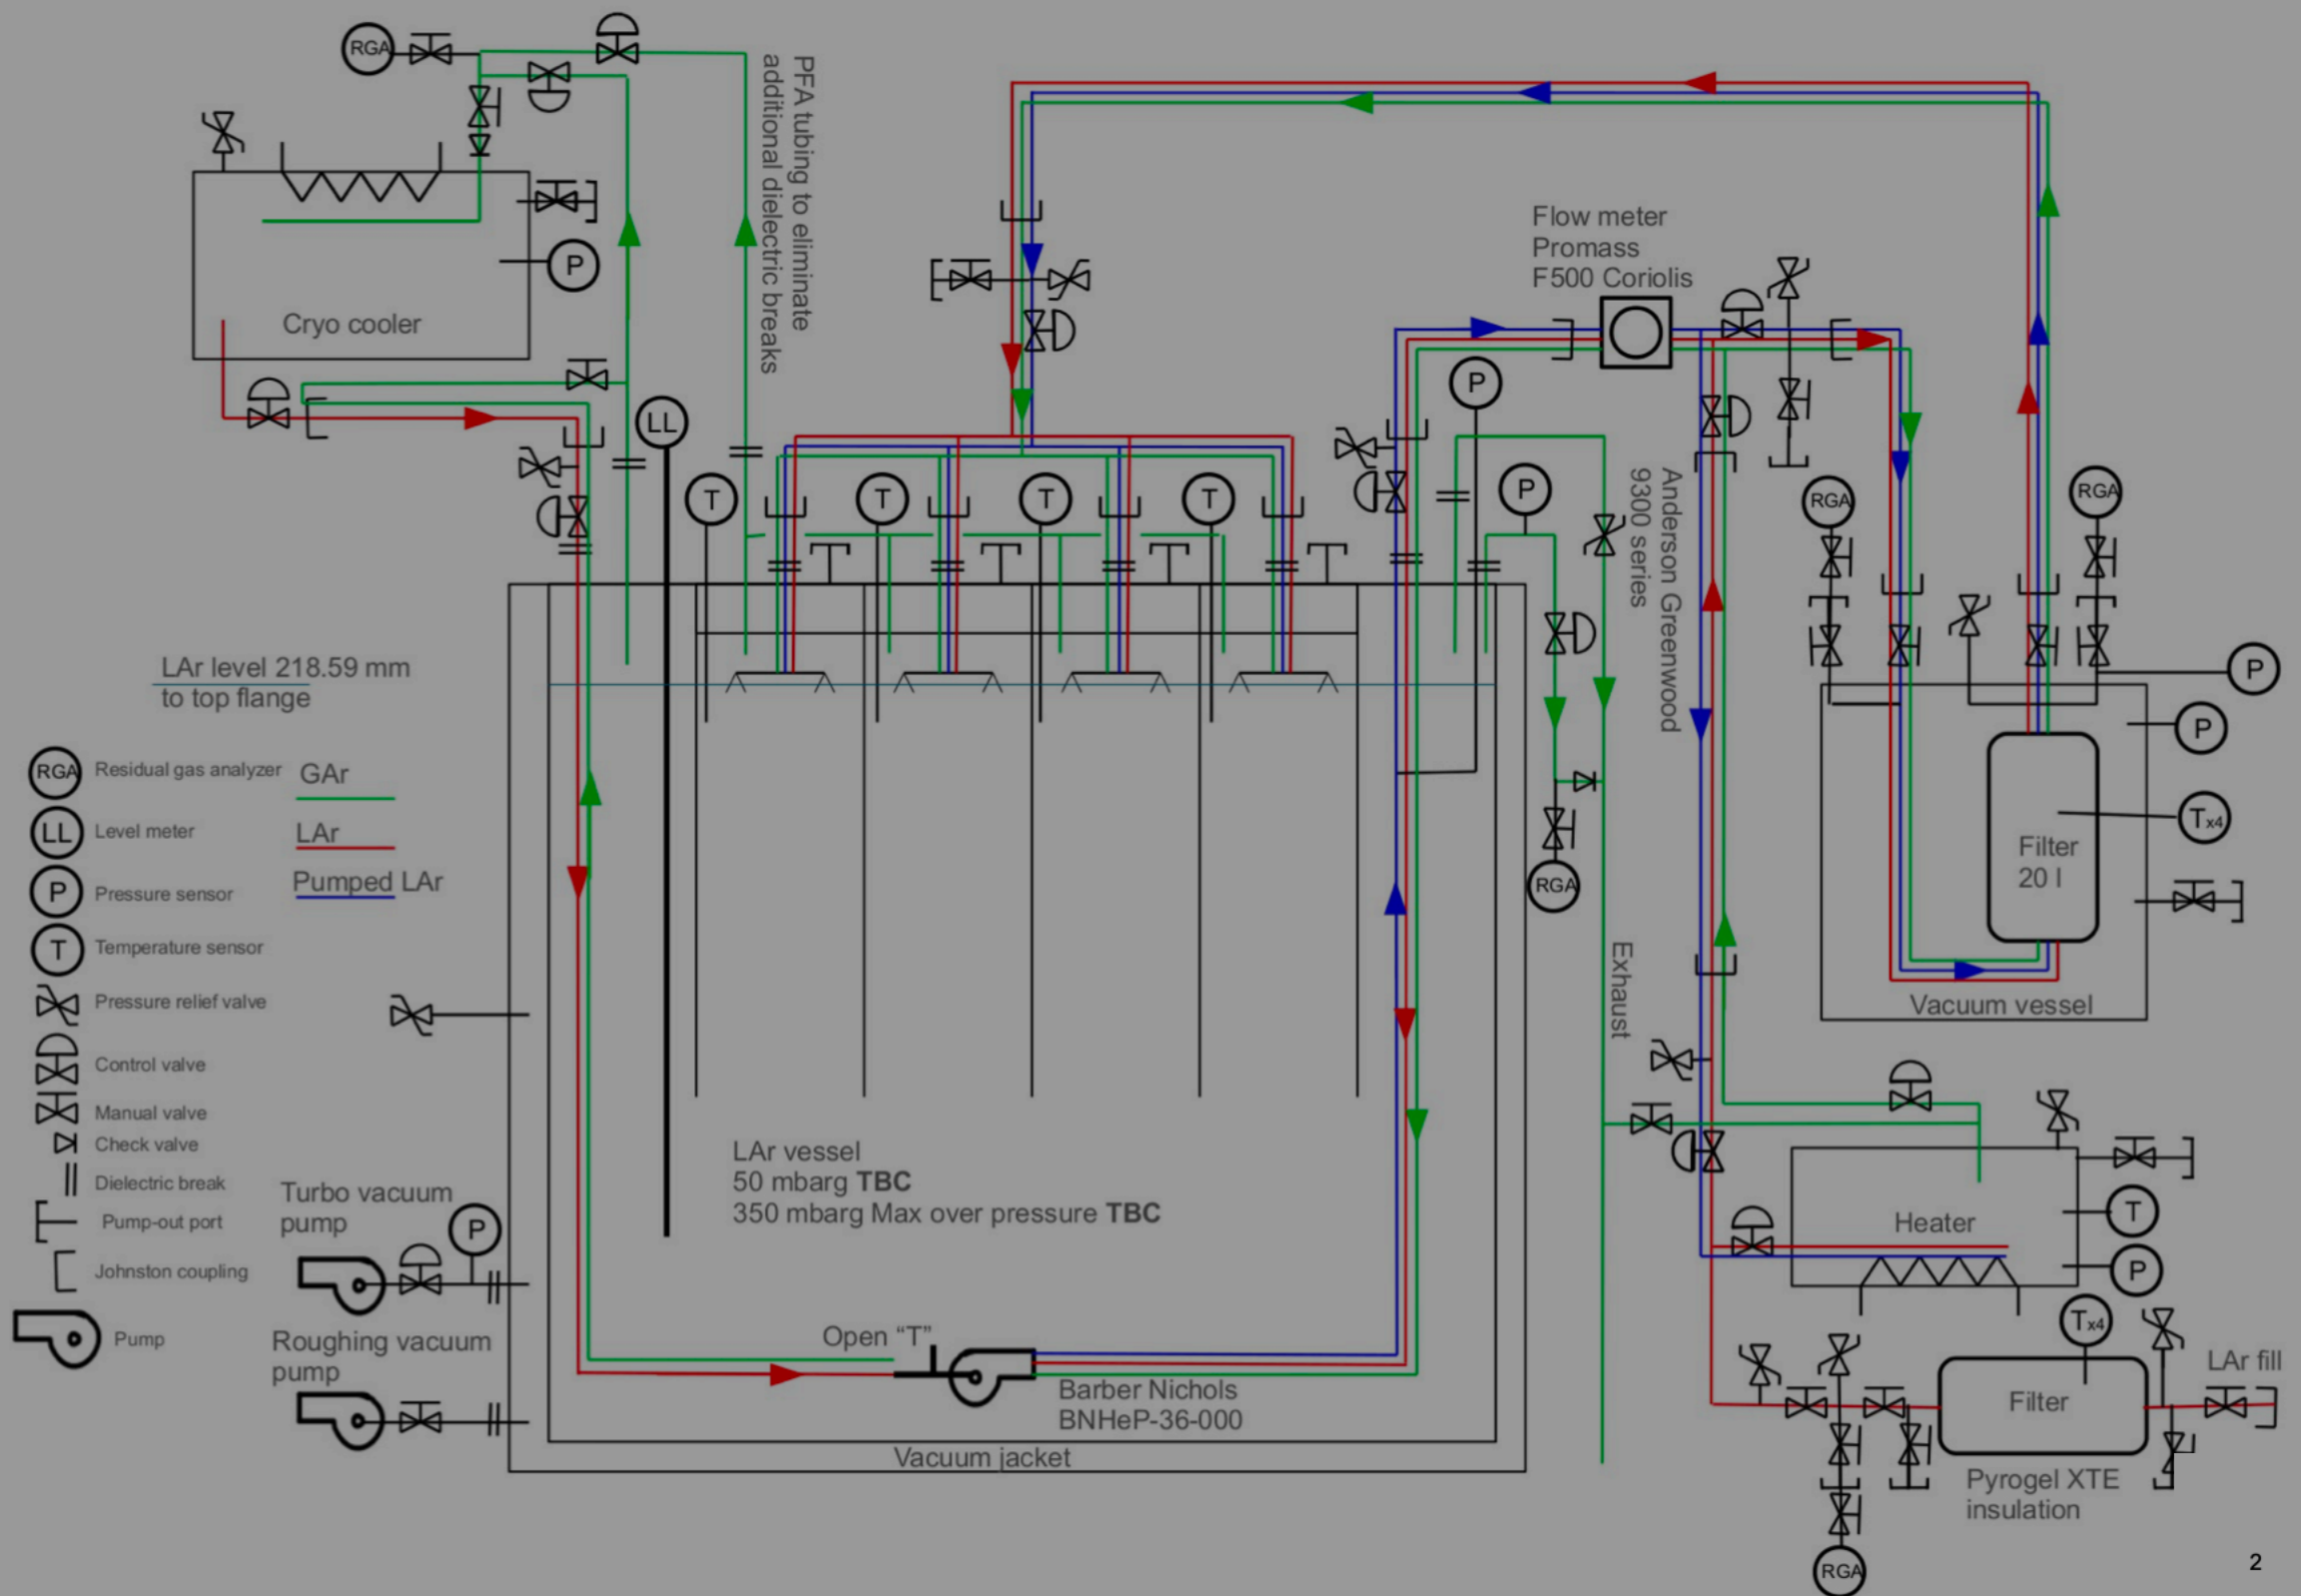 RGA
PFA tubing to eliminate
additional dielectric breaks
P
Cryo cooler
Flow meter
Promass
F500 Coriolis
P
LL
T
T
T
T
P
Anderson Greenwood
9300 series
RGA
RGA
P
P
Tx4
Filter
20 l
Vacuum vessel
LAr level 218.59 mm
to top flange
RGA Residual gas analyzer
LL Level meter
P Pressure sensor
T Temperature sensor
Pressure relief valve
Control valve
Manual valve
Check valve
Dielectric break
Pump-out port
Johnston coupling
Pump
GAr
LAr
Pumped LAr
RGA
Exhaust
LAr vessel
50 mbarg TBC
350 mbarg Max over pressure TBC
Turbo vacuum
pump
P
Roughing vacuum
pump
Open “T”
Barber Nichols
BNHeP-36-000
Vacuum jacket
Heater
T
P
Tx4
Filter
LAr fill
Pyrogel XTE
insulation
RGA
2